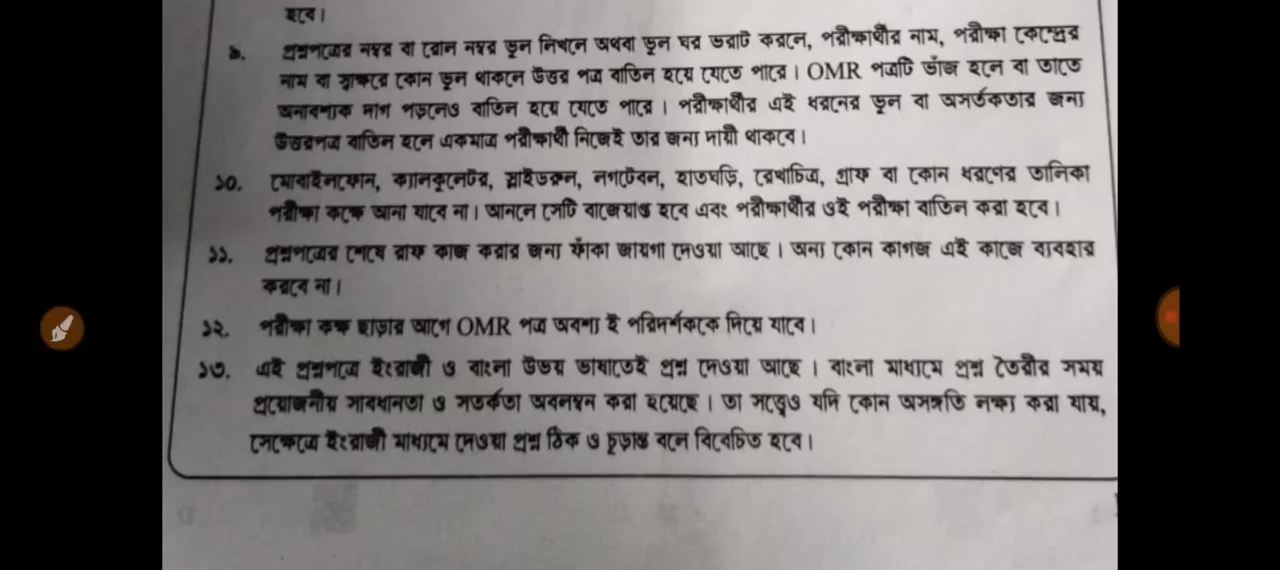 হবে।
৯. প্রশ্নপত্রের নম্বর বা রোল নম্বর ভুল লিখলে অথবা ভুল ঘর ভরাট করলে, পরীক্ষার্থীর নাম, পরীক্ষা কেন্দ্রের
নাম বা স্বাক্ষরে কোন ভুল থাকলে উত্তর পত্র বাতিল হয়ে যেতে পারে। OMR পত্রটি ভাঁজ হলে বা তাতে
অনাবশ্যক দাগ পড়লেও বাতিল হয়ে যেতে পারে। পরীক্ষার্থীর এই ধরনের ভুল বা অসর্তকতার জন্য
উত্তরপত্র বাতিল হলে একমাত্র পরীক্ষার্থী নিজেই তার জন্য দায়ী থাকবে।
১০. মোবাইলফোন, ক্যালকুলেটর, স্লাইডরুল, লগটেবল, হাতঘড়ি, রেখাচিত্র, গ্রাফ বা কোন ধরণের তালিকা
পরীক্ষা কক্ষে আনা যাবে না। আনলে সেটি বাজেয়াপ্ত হবে এবং পরীক্ষার্থীর ওই পরীক্ষা বাতিল করা হবে।
১১. প্রশ্নপত্রের শেষে রাফ কাজ করার জন্য ফাঁকা জায়গা দেওয়া আছে। অন্য কোন কাগজ এই কাজে ব্যবহার
করবে না।
১২. পরীক্ষা কক্ষ ছাড়ার আগে OMR পত্র অবশ্য ই পরিদর্শককে দিয়ে যাবে।
১৩. এই প্রশ্নপত্রে ইংরাজী ও বাংলা উভয় ভাষাতেই প্রশ্ন দেওয়া আছে। বাংলা মাধ্যমে প্রশ্ন তৈরীর সময়
প্রয়োজনীয় সাবধানতা ও সতর্কতা অবলম্বন করা হয়েছে। তা সত্ত্বেও যদি কোন অসঙ্গতি লক্ষ্য করা যায়,
সেক্ষেত্রে ইংরাজী মাধ্যমে দেওয়া প্রশ্ন ঠিক ও চূড়ান্ত বলে বিবেচিত হবে।